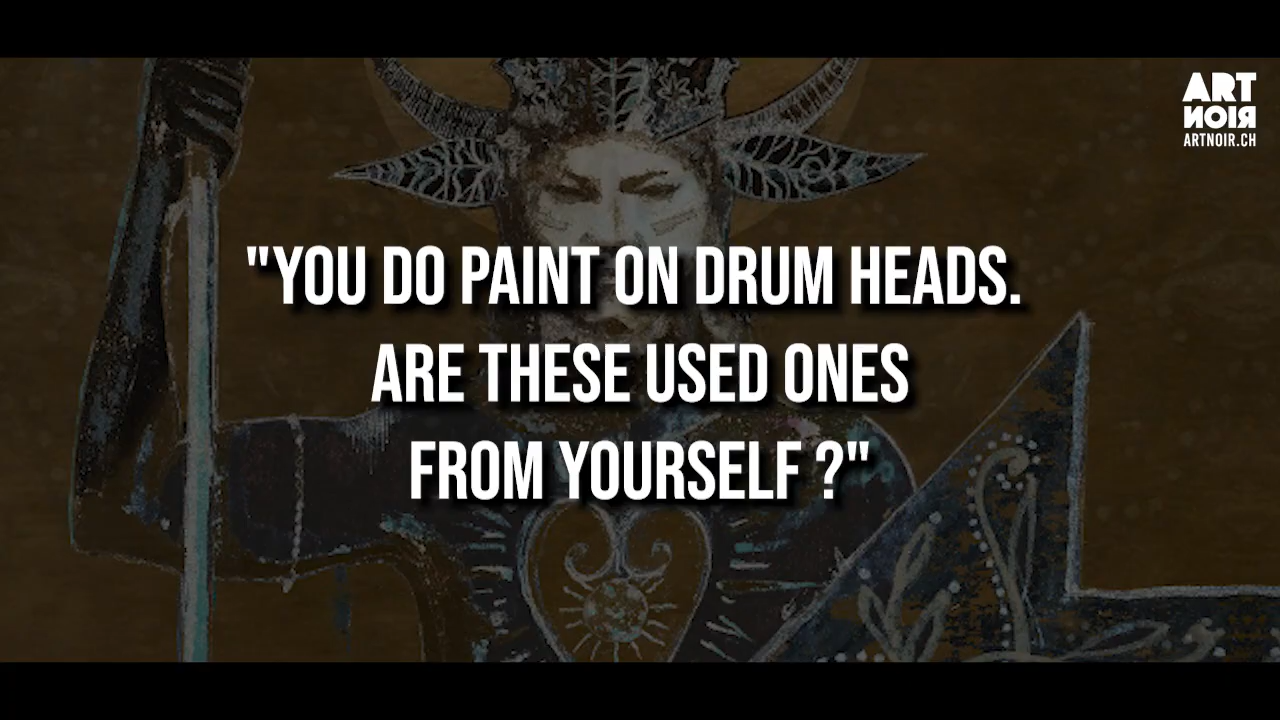 ART
NOIR
ARTNOIR.CH
"YOU DO PAINT ON DRUM HEADS.
ARE THESE USED ONES
FROM YOURSELF ?"